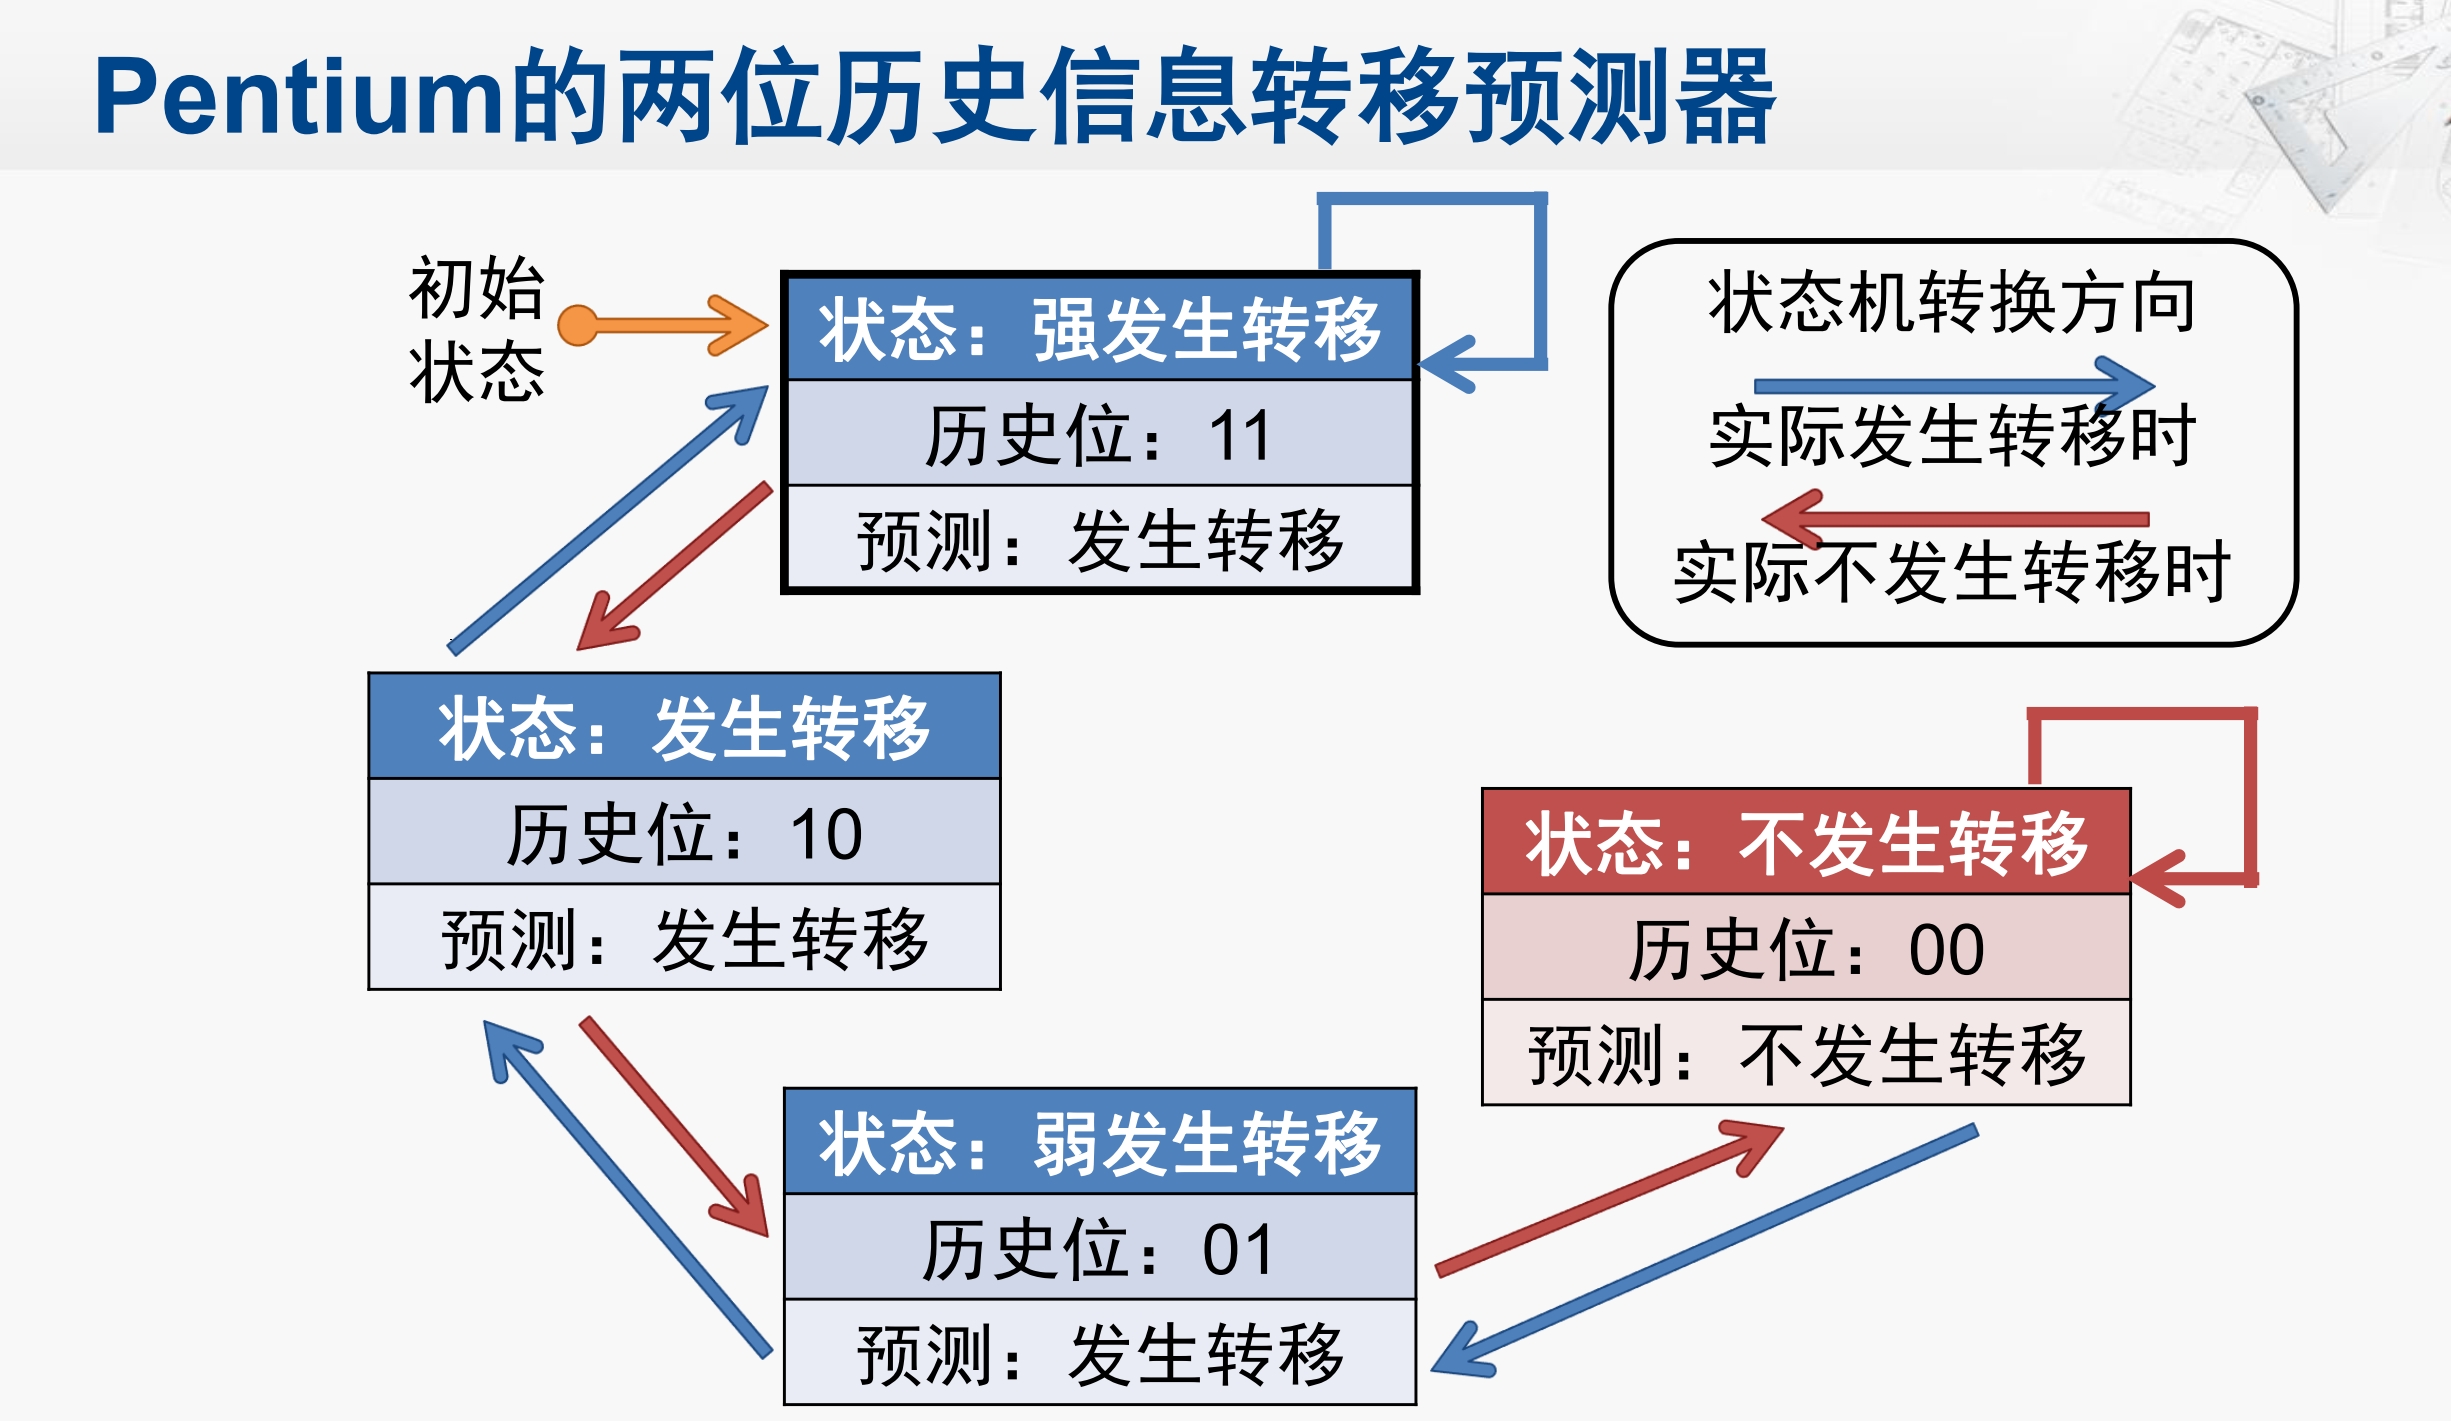 Pentium的两位历史信息转移预测器
初始
状态
状态：强发生转移
历史位：11
预测：发生转移
状态机转换方向
实际发生转移时
实际不发生转移时
状态：发生转移
历史位：10
预测：发生转移
状态：不发生转移
历史位：00
预测：不发生转移
状态：弱发生转移
历史位：01
预测：发生转移